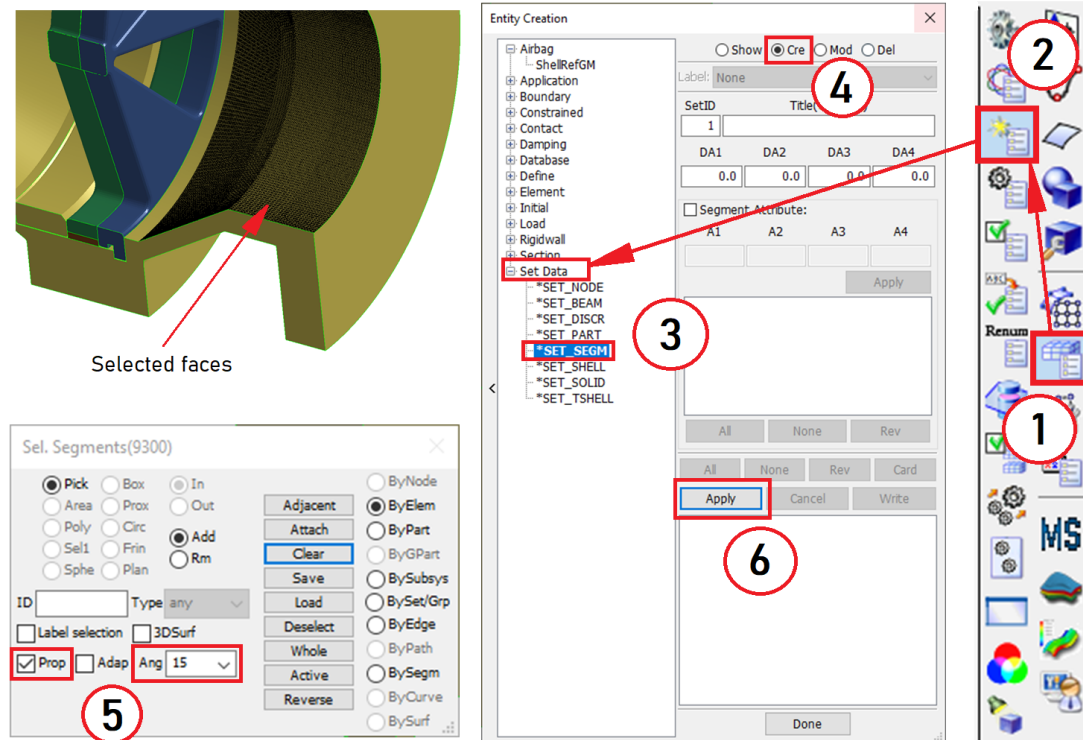 Selected faces
Entity Creation
Airbag
ShellRefGM
Application
Boundary
Constrained
Contact
Damping
Database
Define
Element
Initial
Load
Rigidwall
Section
Set Data
*SET_NODE
*SET_BEAM
*SET_DISCR
*SET_PART
*SET_SEGM
*SET_SHELL
*SET_SOLID
*SET_TSHELL
3
<
Show Cre Mod Del
Label: None
4
SetID
1
DA1 DA2 DA3 DA4
0.0 0.0 0.0 0.0
Segment Attribute:
A1 A2 A3 A4
Apply
All None Rev
All None Rev Card
Apply Cancel Write
6
Done
2
Renum
1
MS
Sel. Segments(9300)
Pick Box In
Area Prox Out
Poly Circ
Sel1 Frin Add
Sphe Plan Rm
ID Type any
Label selection 3DSurf
Prop Adap Ang 15
5
Adjacent
Attach
Clear
Save
Load
Deselect
Whole
Active
Reverse
ByNode
ByElem
ByPart
ByGPart
BySubsys
BySet/Grp
ByEdge
ByPath
BySegm
ByCurve
BySurf